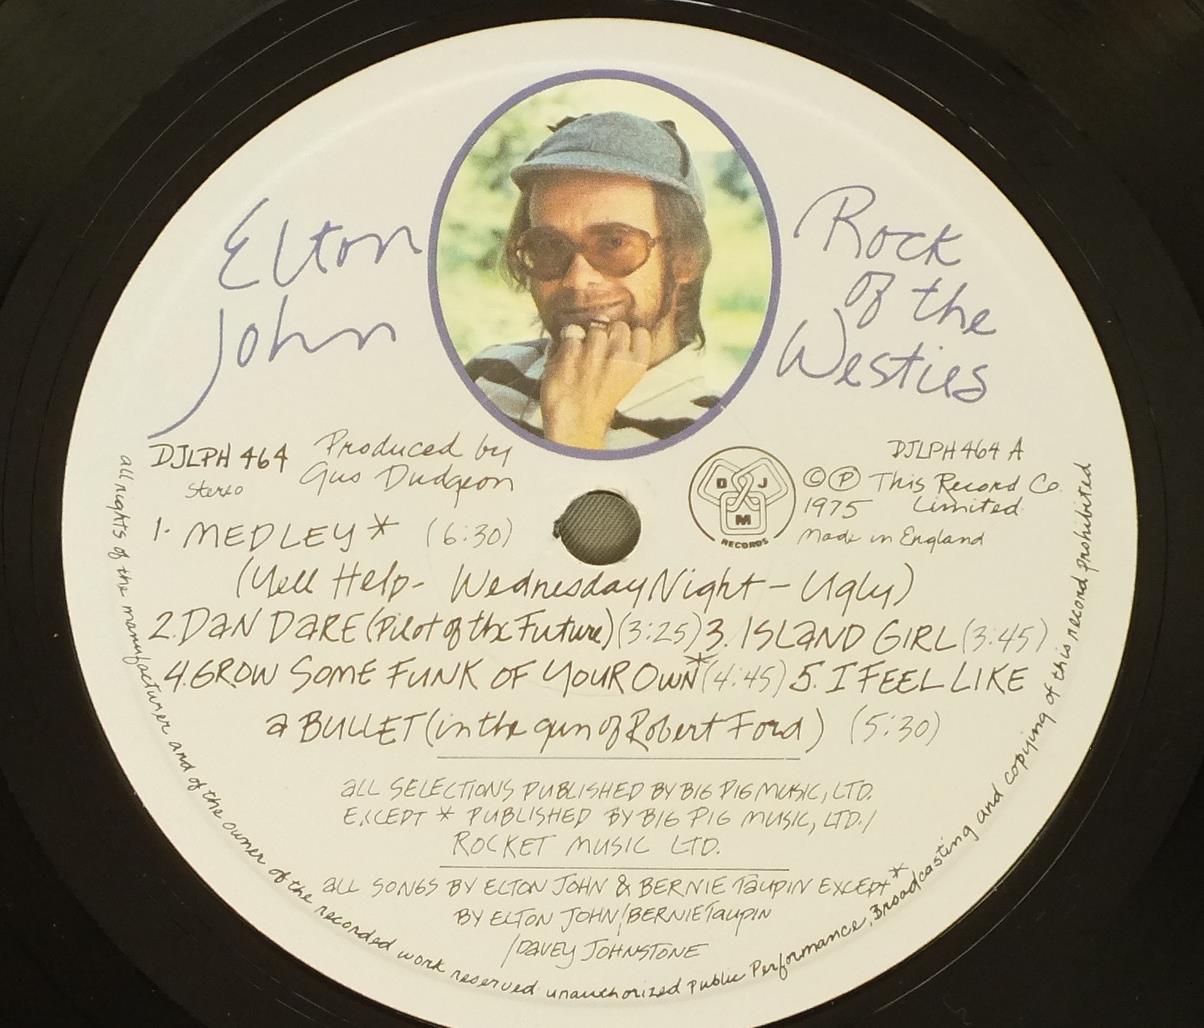 Elton
John
Rock
of the
Westies
DJLPH 464
Stereo
Produced by
Gus Dudgeon
D J
M
RECORDS
DJLPH 464 A
© ℗ This Record Co.
1975 Limited
Made in England
1. MEDLEY* (6:30)
(Yell Help- Wednesday Night - Ugly)
2. DAN DARE (Pilot of the Future) (3:25) 3. ISLAND GIRL (3:45)
4. GROW SOME FUNK OF YOUR OWN* (4:45) 5. I FEEL LIKE
a BULLET (in the gun of Robert Ford) (5:30)
aLL SELECTIONS PUBLISHED BY BIG PIG MUSIC, LTD.
EXCEPT * PUBLISHED BY BIG PIG MUSIC, LTD./
ROCKET MUSIC LTD.
aLL SONGS BY ELTON JOHN & BERNIE TaUPIN EXCEPT*
BY ELTON JOHN/BERNIE TaUPIN
/DAVEY JOHNSTONE
all rights of the manufacturer and of the owner of the recorded work reserved unauthorized public Performance, Broadcasting and copying of this record prohibited